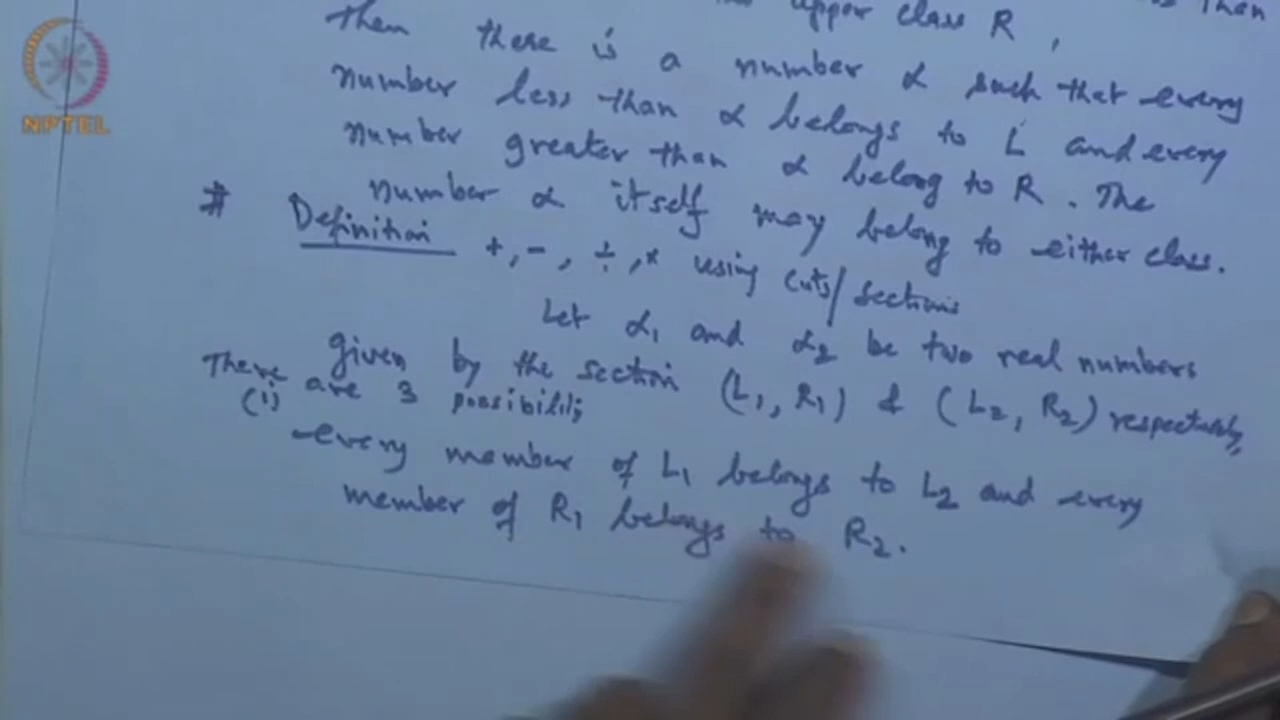 NPTEL
upper class R,
than
Then there is a number α such that every
number less than α belongs to L and every
number greater than α belong to R. The
number α itself may belong to either class.
# Definition +, -, ÷, * using cuts/sections
Let α1 and α2 be two real numbers
given by the section (L1, R1) & (L2, R2) respectively,
There are 3 possibility
(i) every member of L1 belongs to L2 and every
member of R1 belongs to R2.